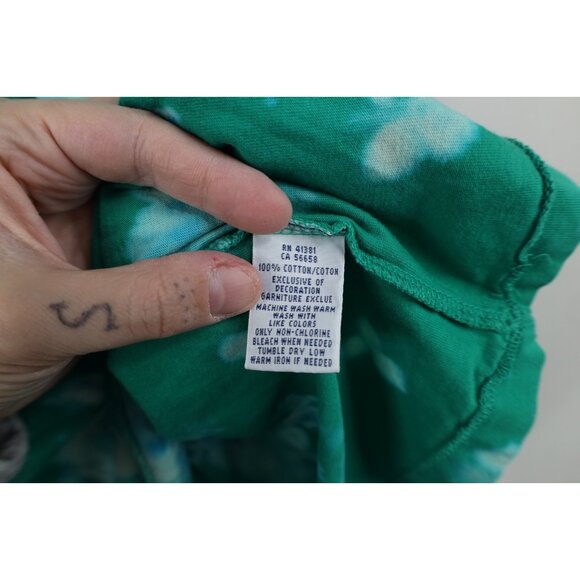 RN 41381
CA 56658
100% COTTON/COTON
EXCLUSIVE OF
DECORATION
GARNITURE EXCLUE
MACHINE WASH WARM
WASH WITH
LIKE COLORS
ONLY NON-CHLORINE
BLEACH WHEN NEEDED
TUMBLE DRY LOW
WARM IRON IF NEEDED